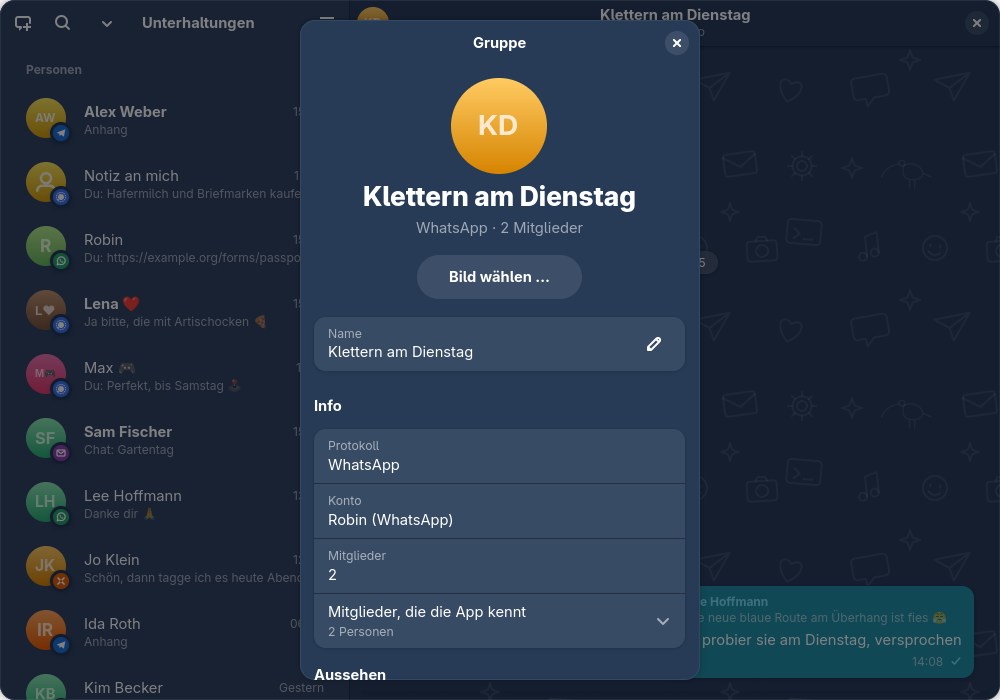 Unterhaltungen
Personen
AW
Alex Weber
Anhang
Notiz an mich
Du: Hafermilch und Briefmarken kaufe
R
Robin
Du: https://example.org/forms/passpo
L❤
Lena ❤️
Ja bitte, die mit Artischocken 🍕
M🎮
Max 🎮
Du: Perfekt, bis Samstag 🕹️
SF
Sam Fischer
Chat: Gartentag
LH
Lee Hoffmann
Danke dir 🙏
JK
Jo Klein
Schön, dann tagge ich es heute Abend
IR
Ida Roth
Anhang
KB
Kim Becker
Gestern
Klettern am Dienstag
Gruppe
KD
Klettern am Dienstag
WhatsApp · 2 Mitglieder
Bild wählen …
Name
Klettern am Dienstag
Info
Protokoll
WhatsApp
Konto
Robin (WhatsApp)
Mitglieder
2
Mitglieder, die die App kennt
2 Personen
Aussehen
e Hoffmann
e neue blaue Route am Überhang ist fies
probier sie am Dienstag, versprochen
14:08 ✓